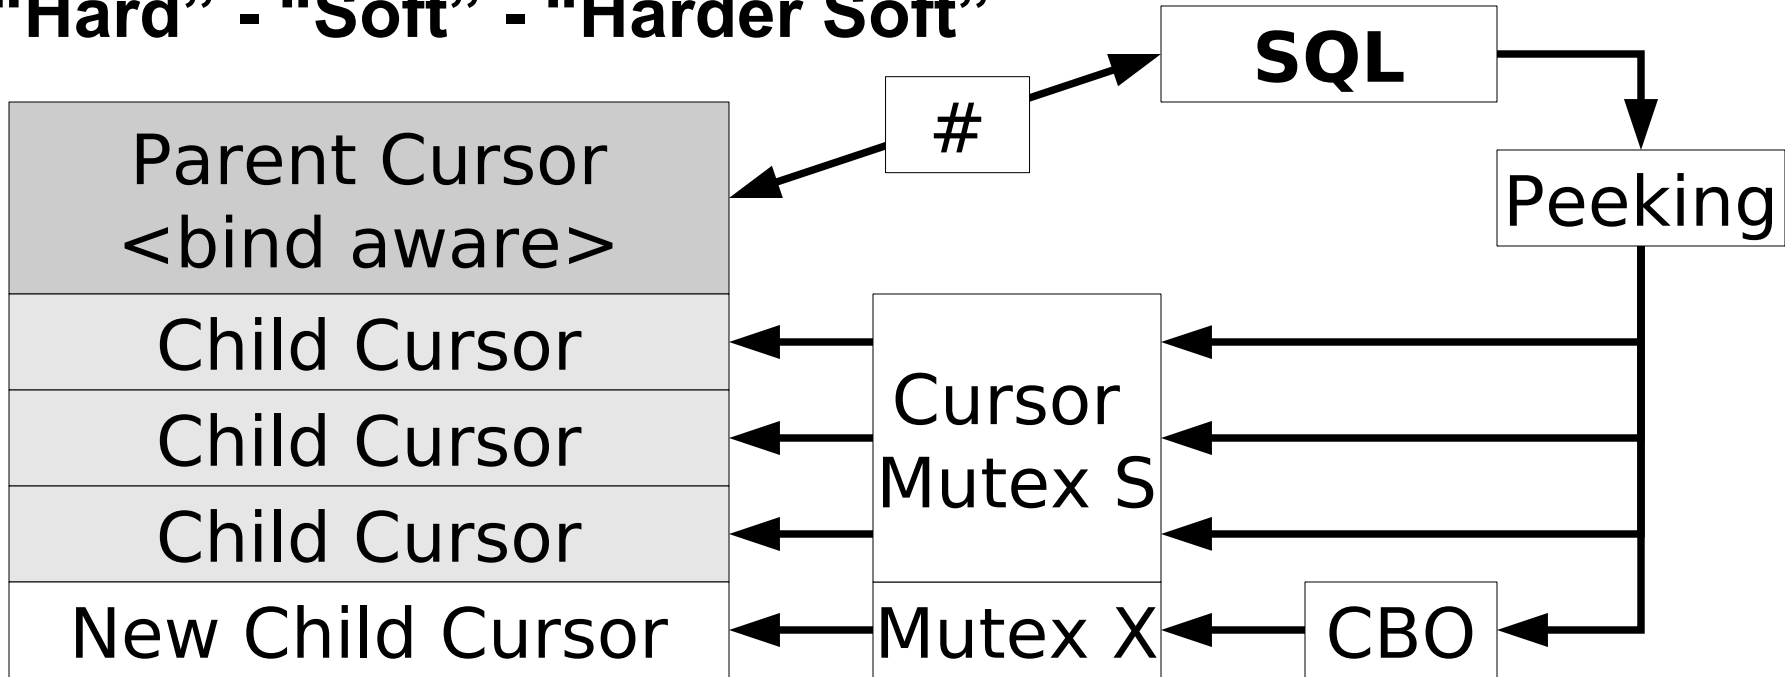 “Hard” - “Soft” - “Harder Soft”
SQL
#
Parent Cursor
<bind aware>
Peeking
Child Cursor
Child Cursor
Child Cursor
Cursor
Mutex S
New Child Cursor
Mutex X
CBO